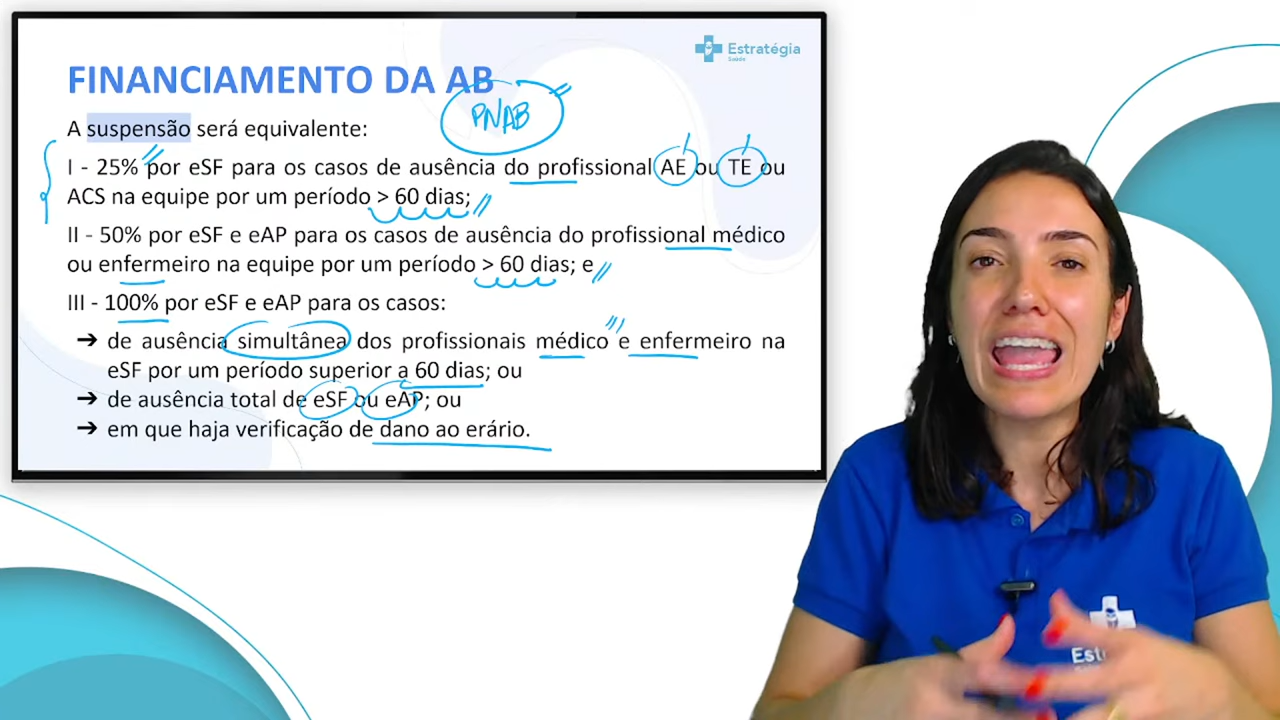 Estratégia
Saúde
FINANCIAMENTO DA AB
PNAB
A suspensão será equivalente:
I - 25% por eSF para os casos de ausência do profissional AE ou TE ou
ACS na equipe por um período > 60 dias;
II - 50% por eSF e eAP para os casos de ausência do profissional médico
ou enfermeiro na equipe por um período > 60 dias; e
III - 100% por eSF e eAP para os casos:
➔ de ausência simultânea dos profissionais médico e enfermeiro na
eSF por um período superior a 60 dias; ou
➔ de ausência total de eSF ou eAP; ou
➔ em que haja verificação de dano ao erário.